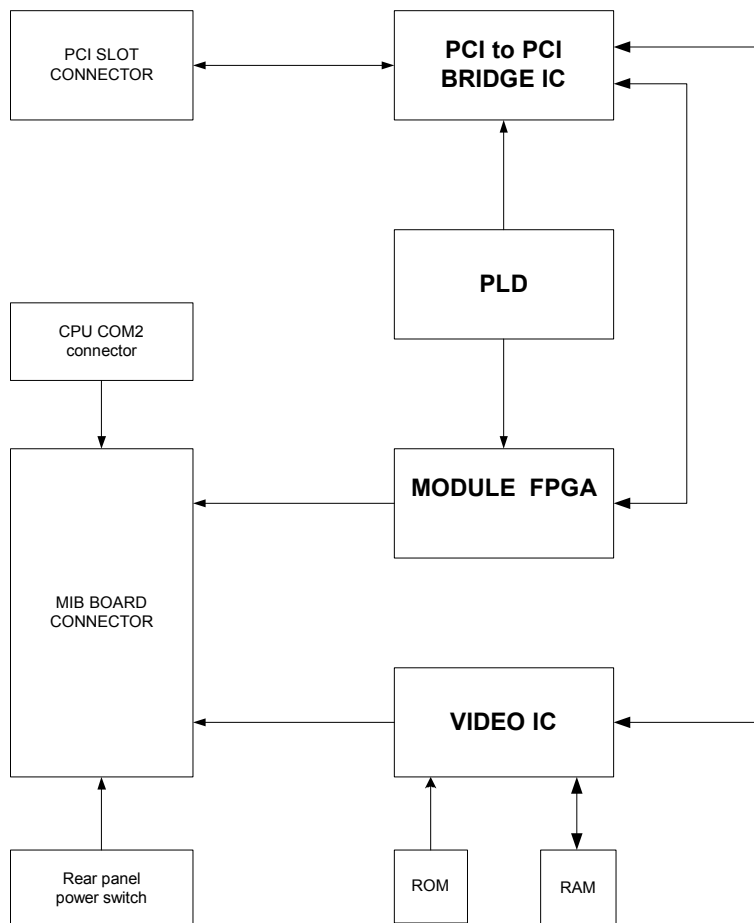 PCI SLOT
CONNECTOR
PCI to PCI
BRIDGE IC
PLD
CPU COM2
connector
MODULE FPGA
MIB BOARD
CONNECTOR
VIDEO IC
Rear panel
power switch
ROM
RAM